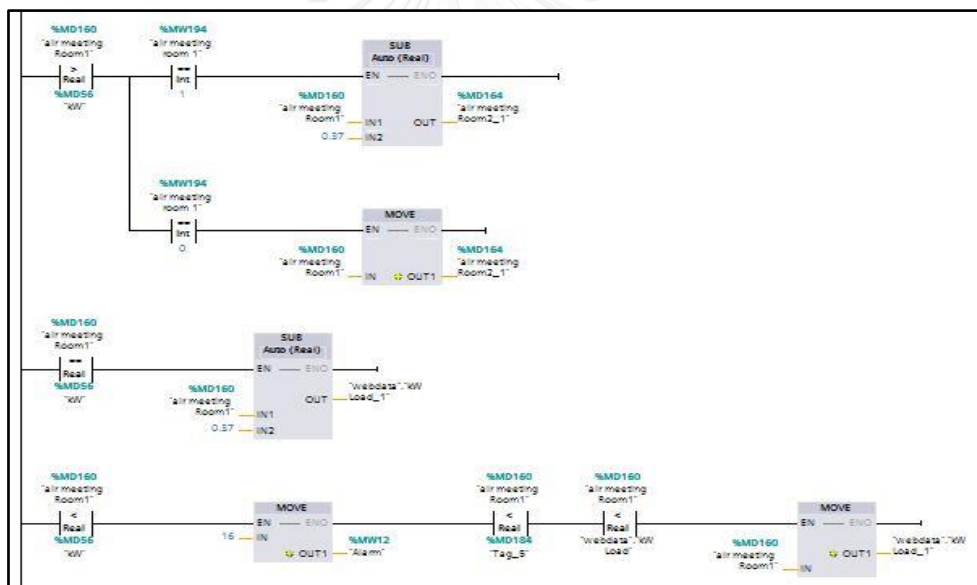 %MD160
"air meeting
Room1"
>
Real
%MD56
"kW"
%MW194
"air meeting
room 1"
==
Int
1
SUB
Auto (Real)
EN ENO
%MD160
"air meeting
Room1" IN1
0.37 IN2
OUT
%MD164
"air meeting
Room2_1"
%MW194
"air meeting
room 1"
==
Int
0
MOVE
EN ENO
%MD160
"air meeting
Room1" IN
OUT1
%MD164
"air meeting
Room2_1"
%MD160
"air meeting
Room1"
==
Real
%MD56
"kW"
SUB
Auto (Real)
EN ENO
%MD160
"air meeting
Room1" IN1
0.37 IN2
OUT
"webdata"."kW
Load_1"
%MD160
"air meeting
Room1"
<
Real
%MD56
"kW"
MOVE
EN ENO
16 IN
OUT1
%MW12
"Alarm"
%MD160
"air meeting
Room1"
<
Real
%MD184
"Tag_5"
%MD160
"air meeting
Room1"
<
Real
"webdata"."kW
Load"
MOVE
EN ENO
%MD160
"air meeting
Room1" IN
OUT1
"webdata"."kW
Load_1"